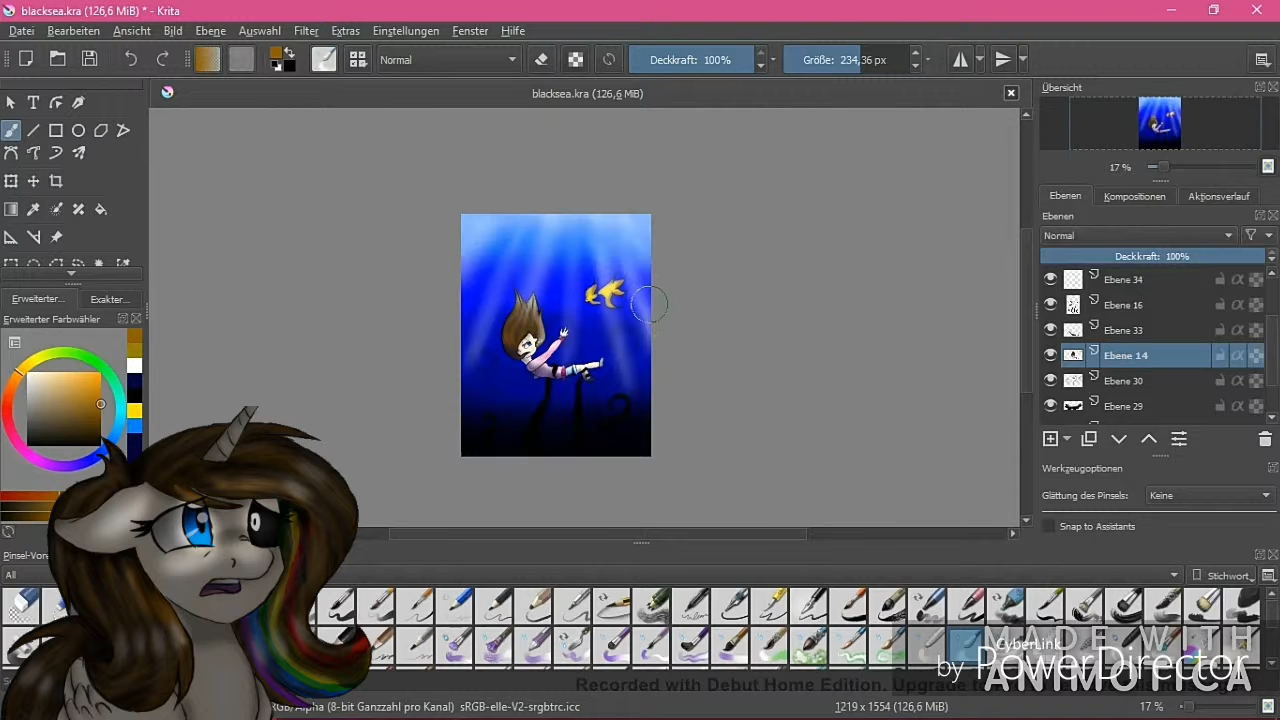 blacksea.kra (126,6 MiB) * - Krita
Datei Bearbeiten Ansicht Bild Ebene Auswahl Filter Extras Einstellungen Fenster Hilfe
Normal Deckkraft: 100% Größe: 234,36 px
blacksea.kra (126,6 MiB)
Übersicht
17 %
Ebenen Kompositionen Aktionsverlauf
Ebenen
Normal
Deckkraft: 100%
Ebene 34
Ebene 16
Ebene 33
Ebene 14
Ebene 30
Ebene 29
Erweiterter... Exakter...
Erweiterter Farbwähler
Werkzeugoptionen
Glättung des Pinsels: Keine
Snap to Assistants
Pinsel-Vore
All
Stichwort
MADE WITH
CyberLink
by PowerDirector
ANIMOTICA
Recorded with Debut Home Edition. Upgrade
RGB/Alpha (8-bit Ganzzahl pro Kanal) sRGB-elle-V2-srgbtrc.icc
1219 x 1554 (126,6 MiB)
17 %